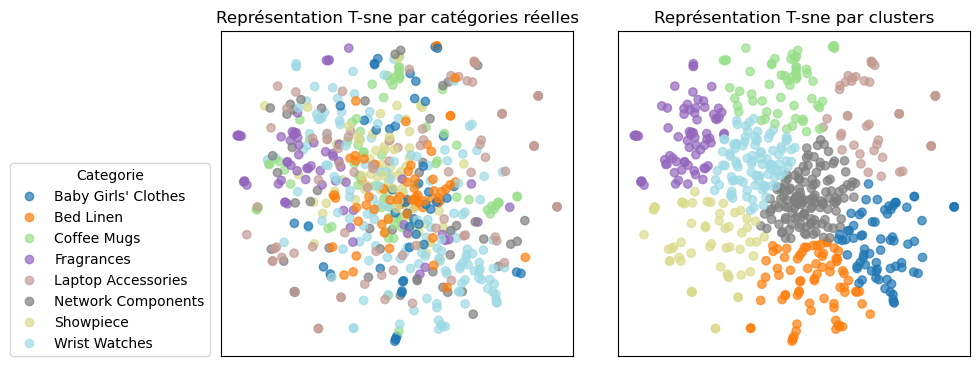 Représentation T-sne par catégories réelles
Représentation T-sne par clusters
Categorie
Baby Girls' Clothes
Bed Linen
Coffee Mugs
Fragrances
Laptop Accessories
Network Components
Showpiece
Wrist Watches